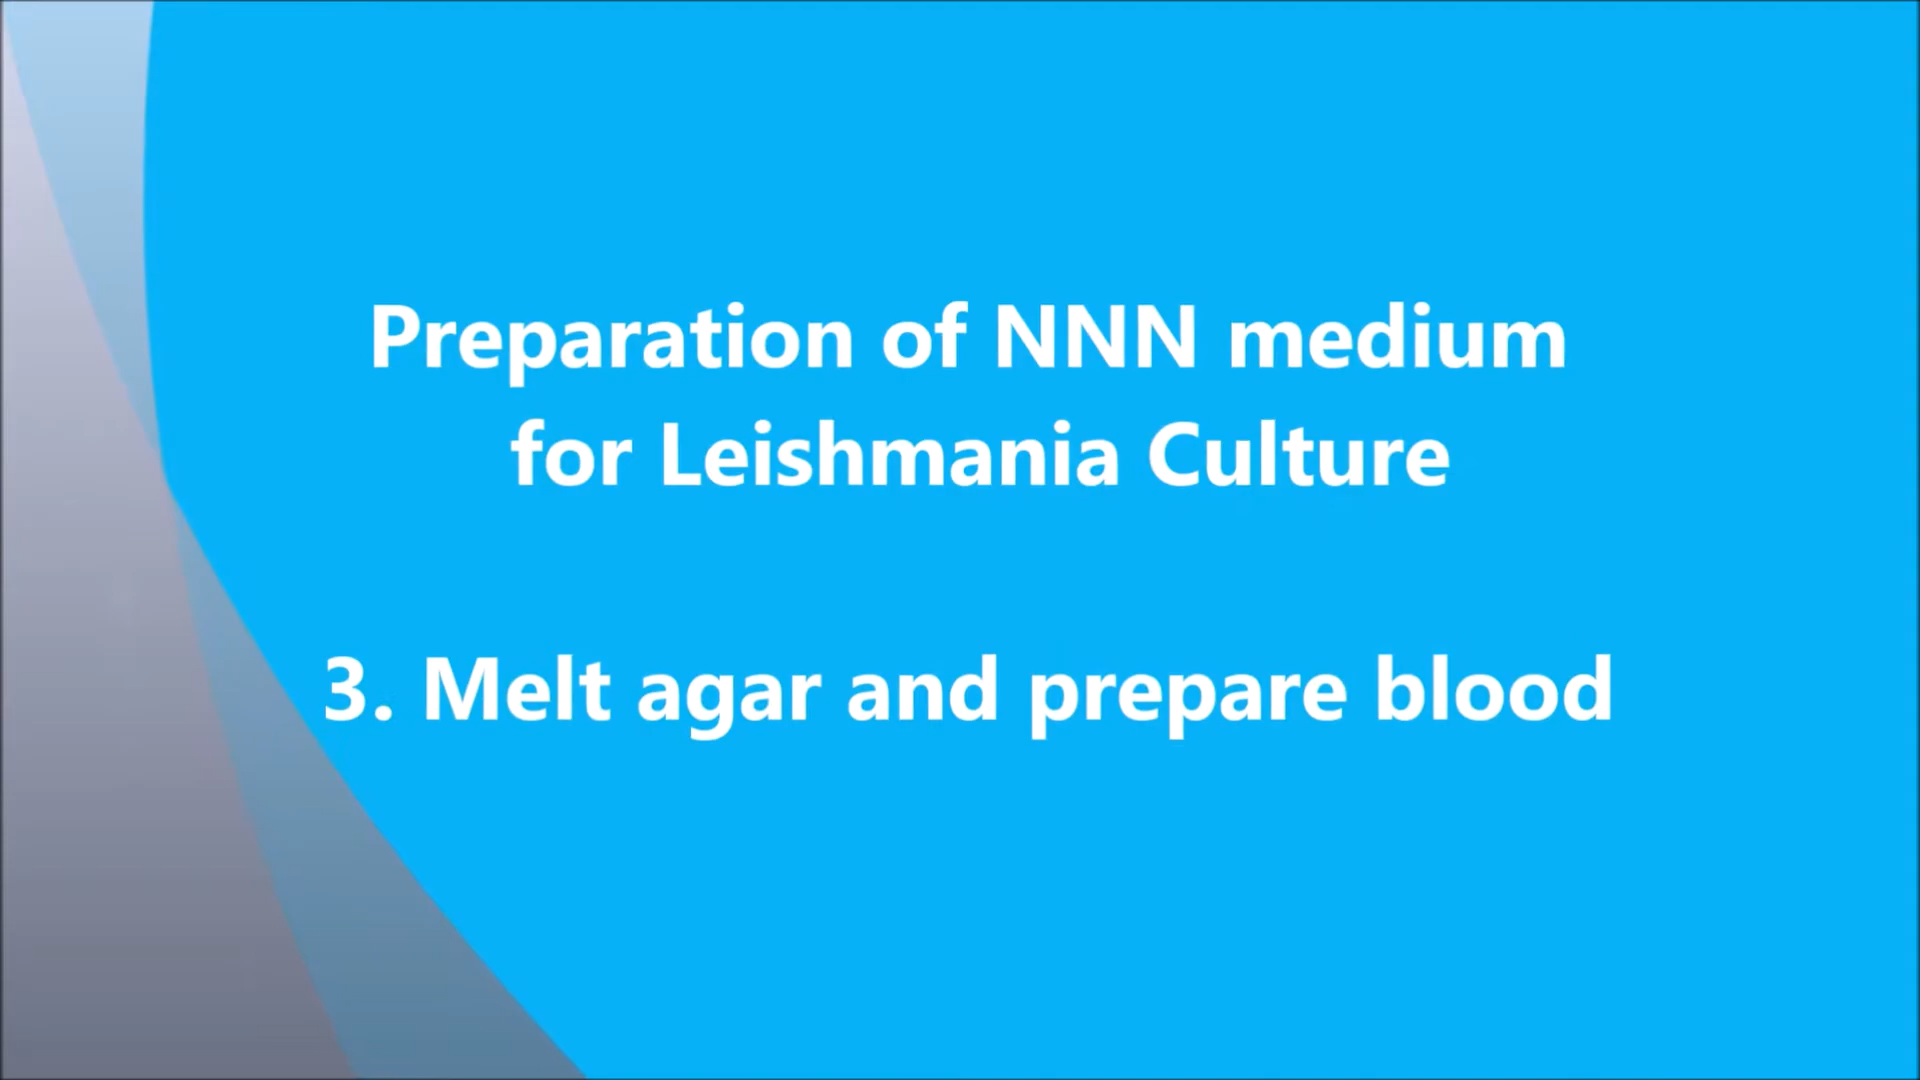 Preparation of NNN medium
for Leishmania Culture
3. Melt agar and prepare blood